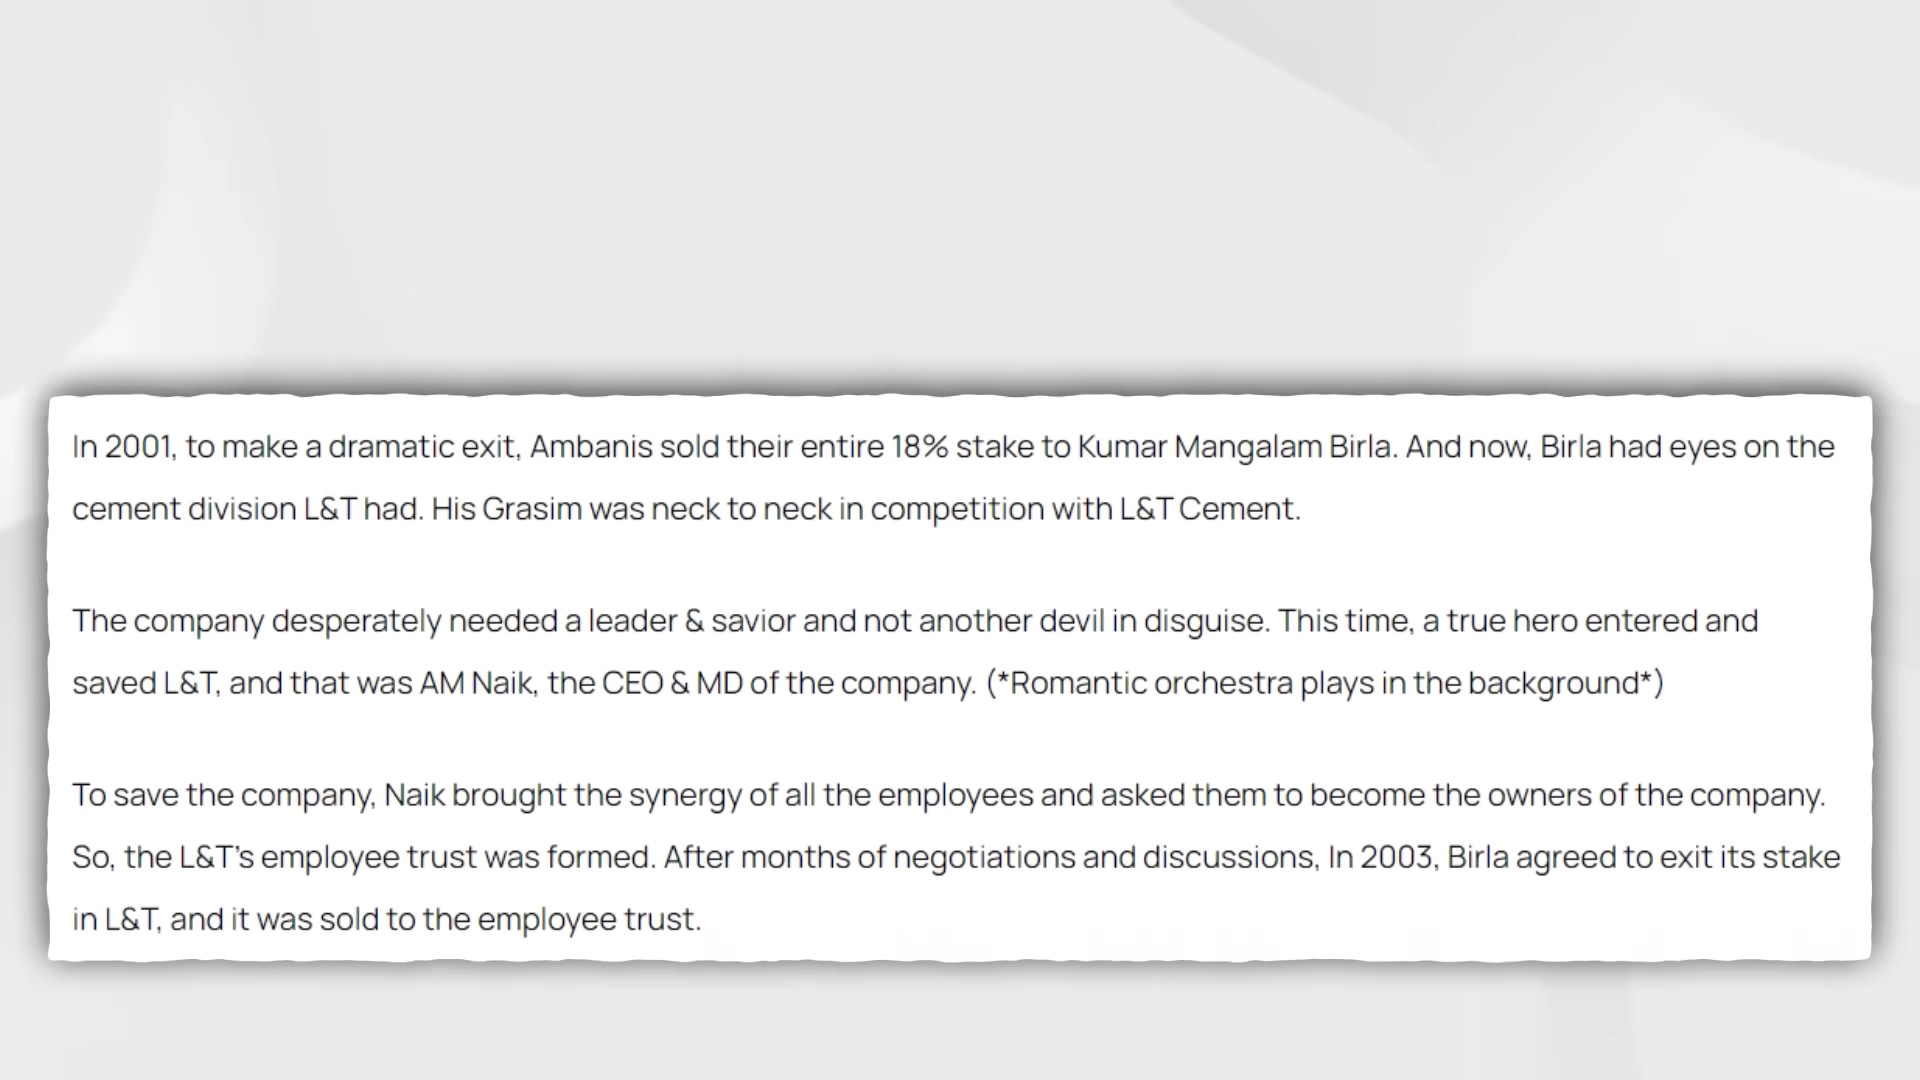 In 2001, to make a dramatic exit, Ambanis sold their entire 18% stake to Kumar Mangalam Birla. And now, Birla had eyes on the
cement division L&T had. His Grasim was neck to neck in competition with L&T Cement.
The company desperately needed a leader & savior and not another devil in disguise. This time, a true hero entered and
saved L&T, and that was AM Naik, the CEO & MD of the company. (*Romantic orchestra plays in the background*)
To save the company, Naik brought the synergy of all the employees and asked them to become the owners of the company.
So, the L&T’s employee trust was formed. After months of negotiations and discussions, In 2003, Birla agreed to exit its stake
in L&T, and it was sold to the employee trust.